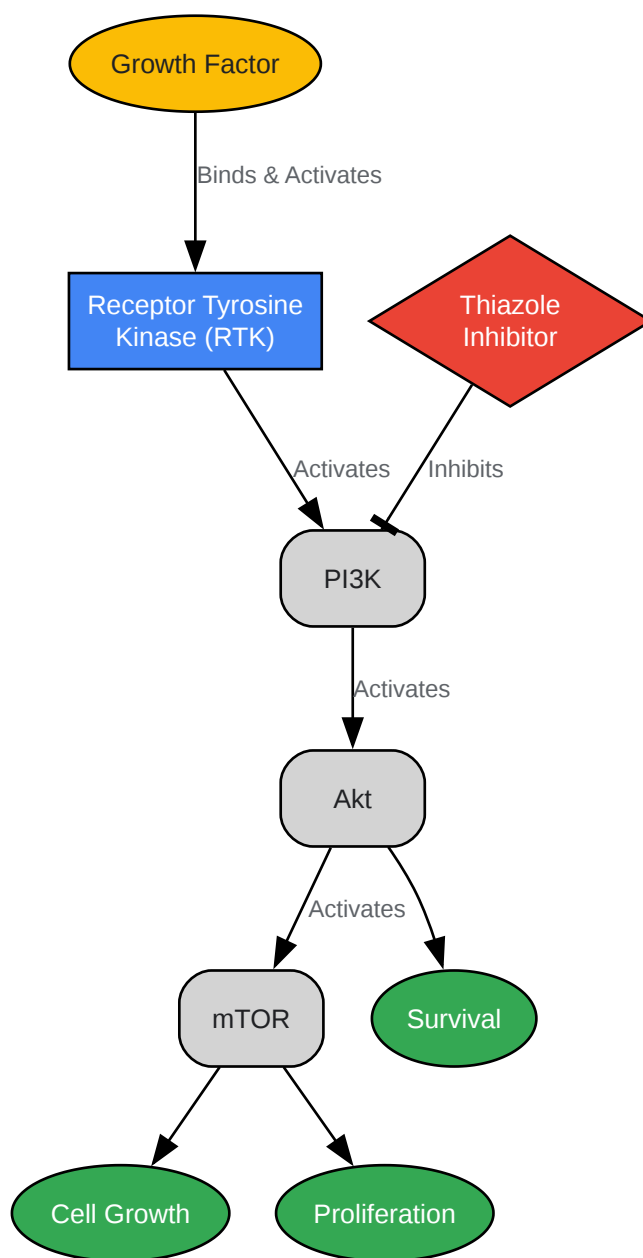 Growth Factor
Binds & Activates
Receptor Tyrosine
Kinase (RTK)
Thiazole
Inhibitor
Activates
Inhibits
PI3K
Activates
Akt
Activates
mTOR
Survival
Cell Growth
Proliferation